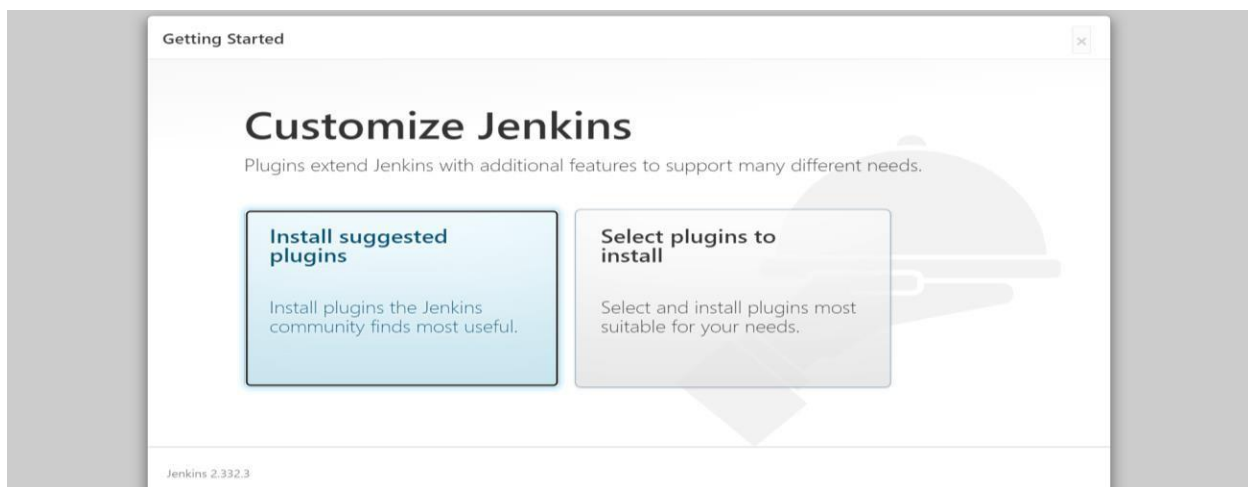 Getting Started
×
Customize Jenkins
Plugins extend Jenkins with additional features to support many different needs.
Install suggested
plugins
Install plugins the Jenkins
community finds most useful.
Select plugins to
install
Select and install plugins most
suitable for your needs.
Jenkins 2.332.3